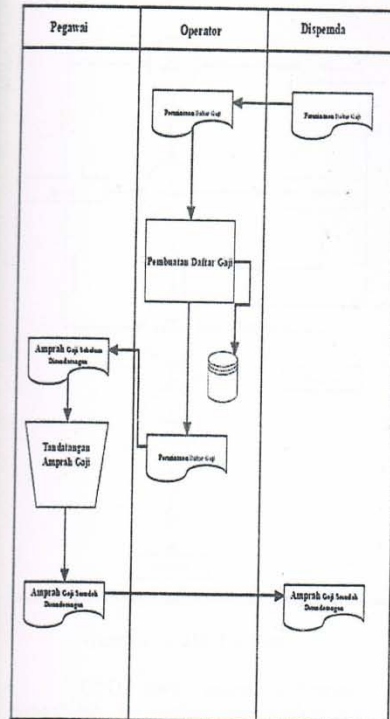 Pegawai
Operator
Dispemda
Permintaan Daftar Gaji
Permintaan Daftar Gaji
Pembuatan Daftar Gaji
Amprah Gaji Sebelum
Ditandatangan
Tandatangan
Amprah Gaji
Permintaan Daftar Gaji
Amprah Gaji Sesudah
Ditandatangan
Amprah Gaji Sesudah
Ditandatangan